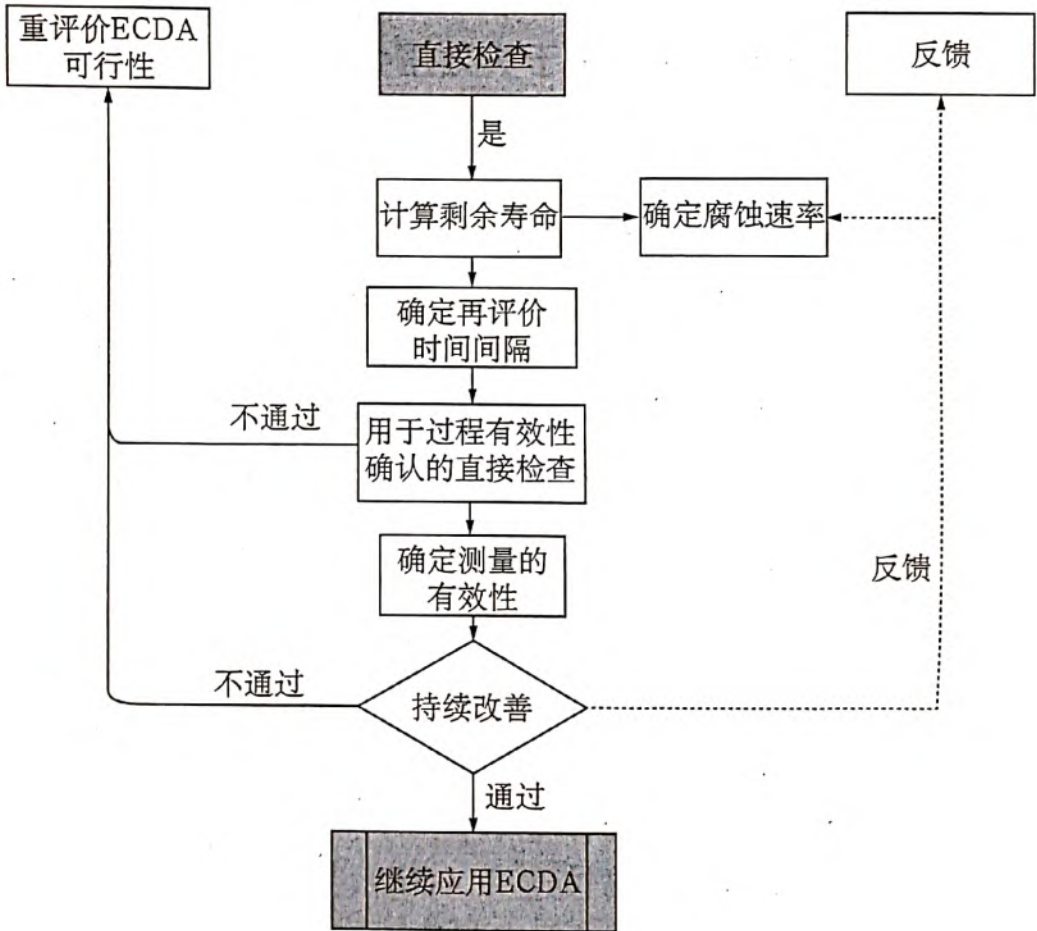 重评价ECDA
可行性
直接检查
反馈
是
计算剩余寿命
确定腐蚀速率
确定再评价
时间间隔
不通过
用于过程有效性
确认的直接检查
确定测量的
有效性
反馈
不通过
持续改善
通过
继续应用ECDA